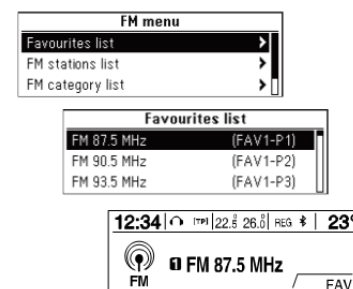 FM menu
Favourites list >
FM stations list >
FM category list >
Favourites list
FM 87.5 MHz (FAV1-P1)
FM 90.5 MHz (FAV1-P2)
FM 93.5 MHz (FAV1-P3)
12:34 [TP] 22.5 26.0 REG 23°
1 FM 87.5 MHz
FM
FAV